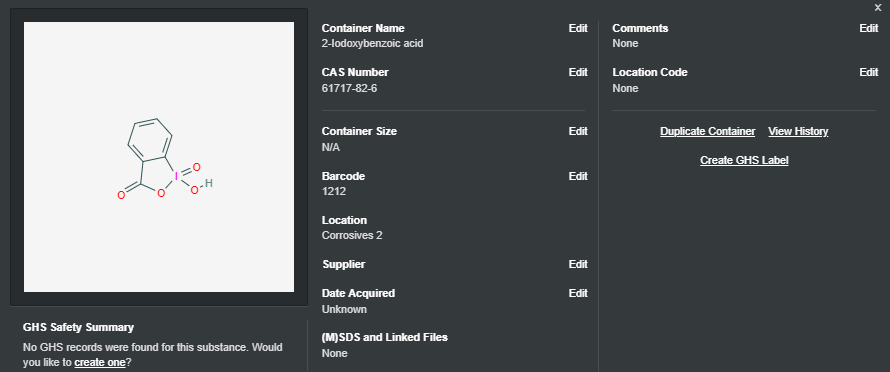 x
I
O
O
O
O
H
GHS Safety Summary
No GHS records were found for this substance. Would
you like to create one?
Container Name Edit
2-Iodoxybenzoic acid
CAS Number Edit
61717-82-6
Container Size Edit
N/A
Barcode Edit
1212
Location
Corrosives 2
Supplier Edit
Date Acquired Edit
Unknown
(M)SDS and Linked Files
None
Comments Edit
None
Location Code Edit
None
Duplicate Container View History
Create GHS Label